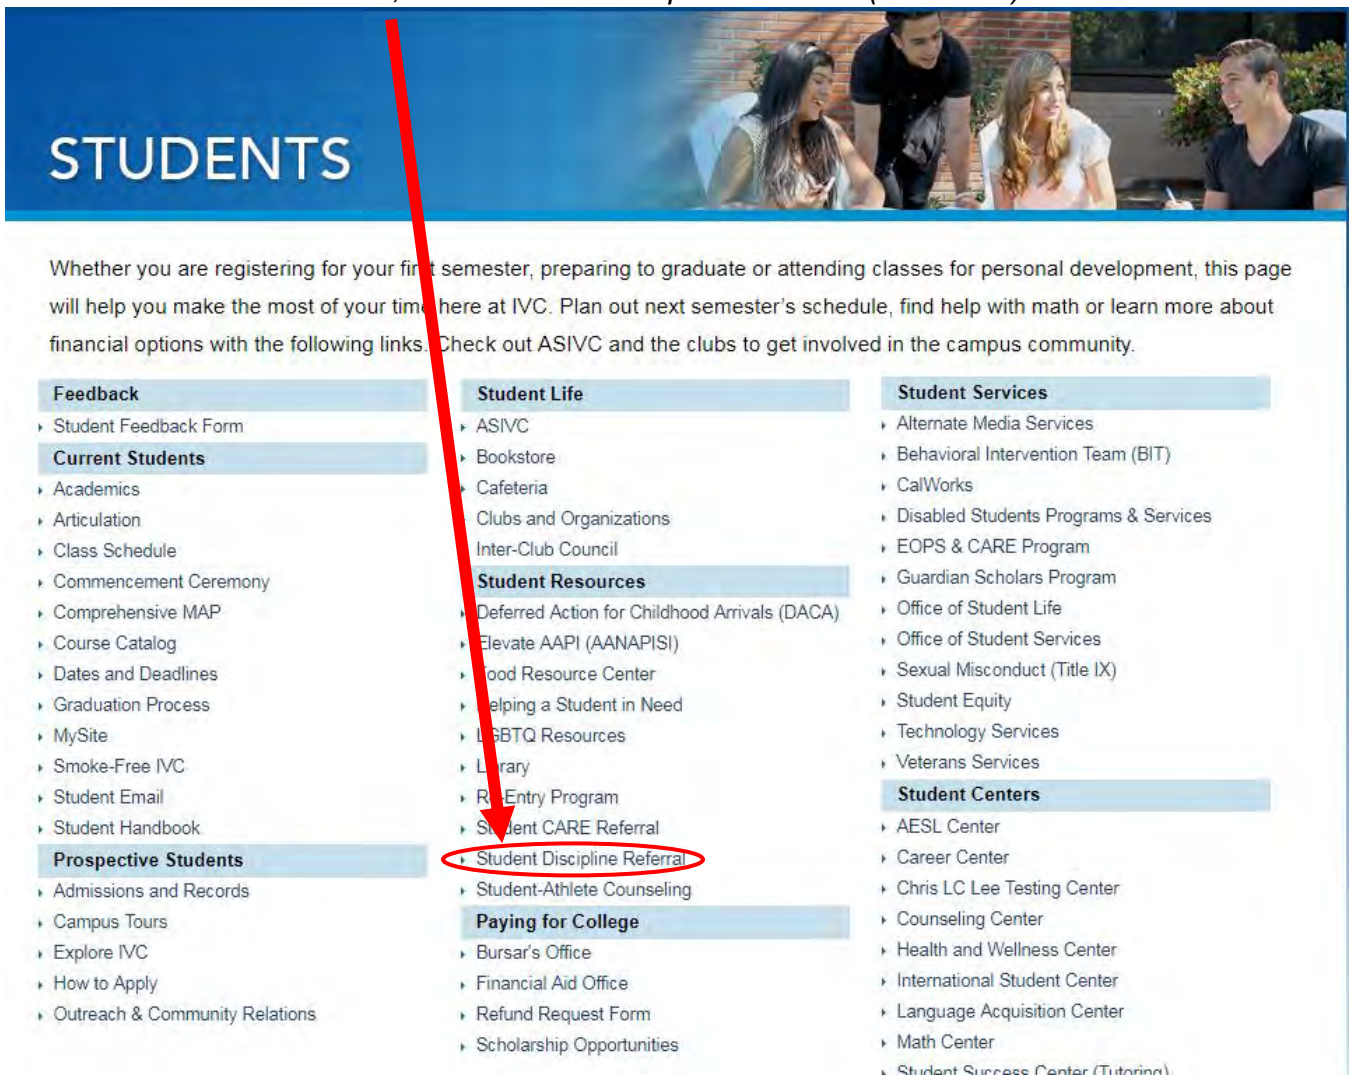 STUDENTS
Whether you are registering for your first semester, preparing to graduate or attending classes for personal development, this page
will help you make the most of your time here at IVC. Plan out next semester's schedule, find help with math or learn more about
financial options with the following links. Check out ASIVC and the clubs to get involved in the campus community.
Feedback
Student Feedback Form
Current Students
Academics
Articulation
Class Schedule
Commencement Ceremony
Comprehensive MAP
Course Catalog
Dates and Deadlines
Graduation Process
MySite
Smoke-Free IVC
Student Email
Student Handbook
Prospective Students
Admissions and Records
Campus Tours
Explore IVC
How to Apply
Outreach & Community Relations
Student Life
ASIVC
Bookstore
Cafeteria
Clubs and Organizations
Inter-Club Council
Student Resources
Deferred Action for Childhood Arrivals (DACA)
Elevate AAPI (AANAPISI)
Food Resource Center
Helping a Student in Need
LGBTQ Resources
Library
Re-Entry Program
Student CARE Referral
Student Discipline Referral
Student-Athlete Counseling
Paying for College
Bursar's Office
Financial Aid Office
Refund Request Form
Scholarship Opportunities
Student Services
Alternate Media Services
Behavioral Intervention Team (BIT)
CalWorks
Disabled Students Programs & Services
EOPS & CARE Program
Guardian Scholars Program
Office of Student Life
Office of Student Services
Sexual Misconduct (Title IX)
Student Equity
Technology Services
Veterans Services
Student Centers
AESL Center
Career Center
Chris LC Lee Testing Center
Counseling Center
Health and Wellness Center
International Student Center
Language Acquisition Center
Math Center
Student Success Center (Tutoring)